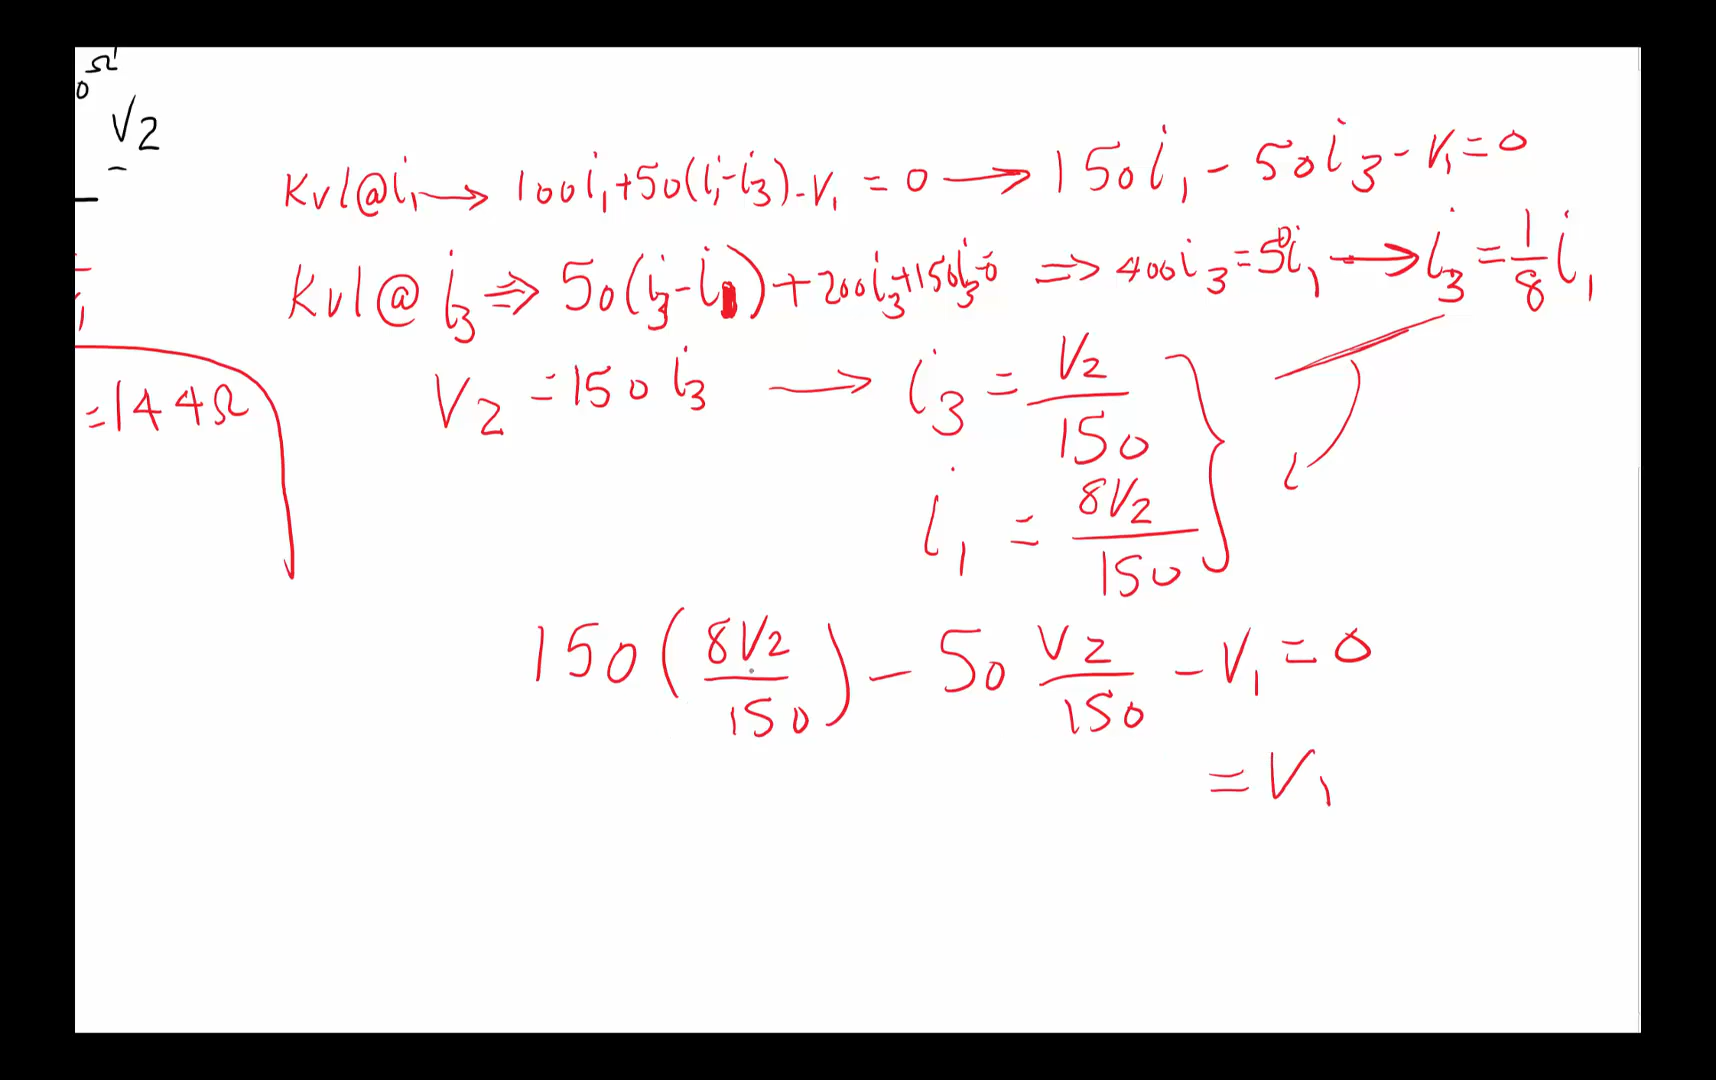 0Ω
V2
Kvl@i₁ → 100i₁+50(i₁-i₃)-V₁ = 0 → 150i₁ - 50i₃ - V₁ = 0
Kvl@ i₃ ⇒ 50(i₃-i₁)+200i₃+150i₃=0 ⇒ 400i₃=50i₁ → i₃ = 1/8 i₁
=144Ω
V₂ = 150i₃ → i₃ = V₂/150
i₁ = 8V₂/150
150(8V₂/150) - 50 V₂/150 - V₁ = 0
= V₁